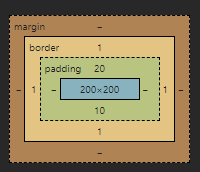 margin –
border 1
padding 20
– 1 – 200×200 – 1 –
10
1
–